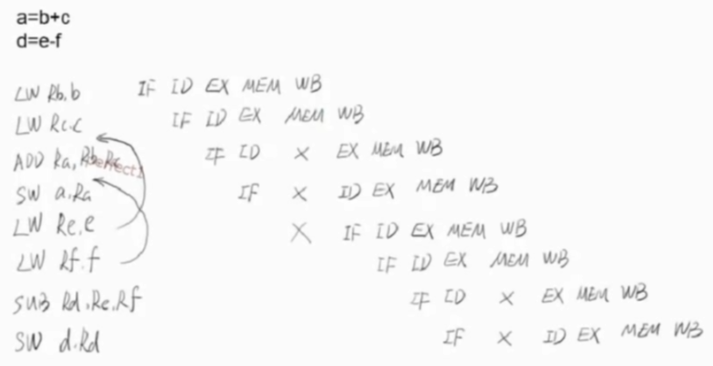 a=b+c
d=e-f
LW Rb.b IF ID EX MEM WB
LW Rc.c IF ID EX MEM WB
ADD Ra, Rb, Rc IF ID X EX MEM WB
SW a.Ra IF X ID EX MEM WB
LW Re.e X IF ID EX MEM WB
LW Rf.f IF ID EX MEM WB
SUB Rd.Re.Rf IF ID X EX MEM WB
SW d.Rd IF X ID EX MEM WB